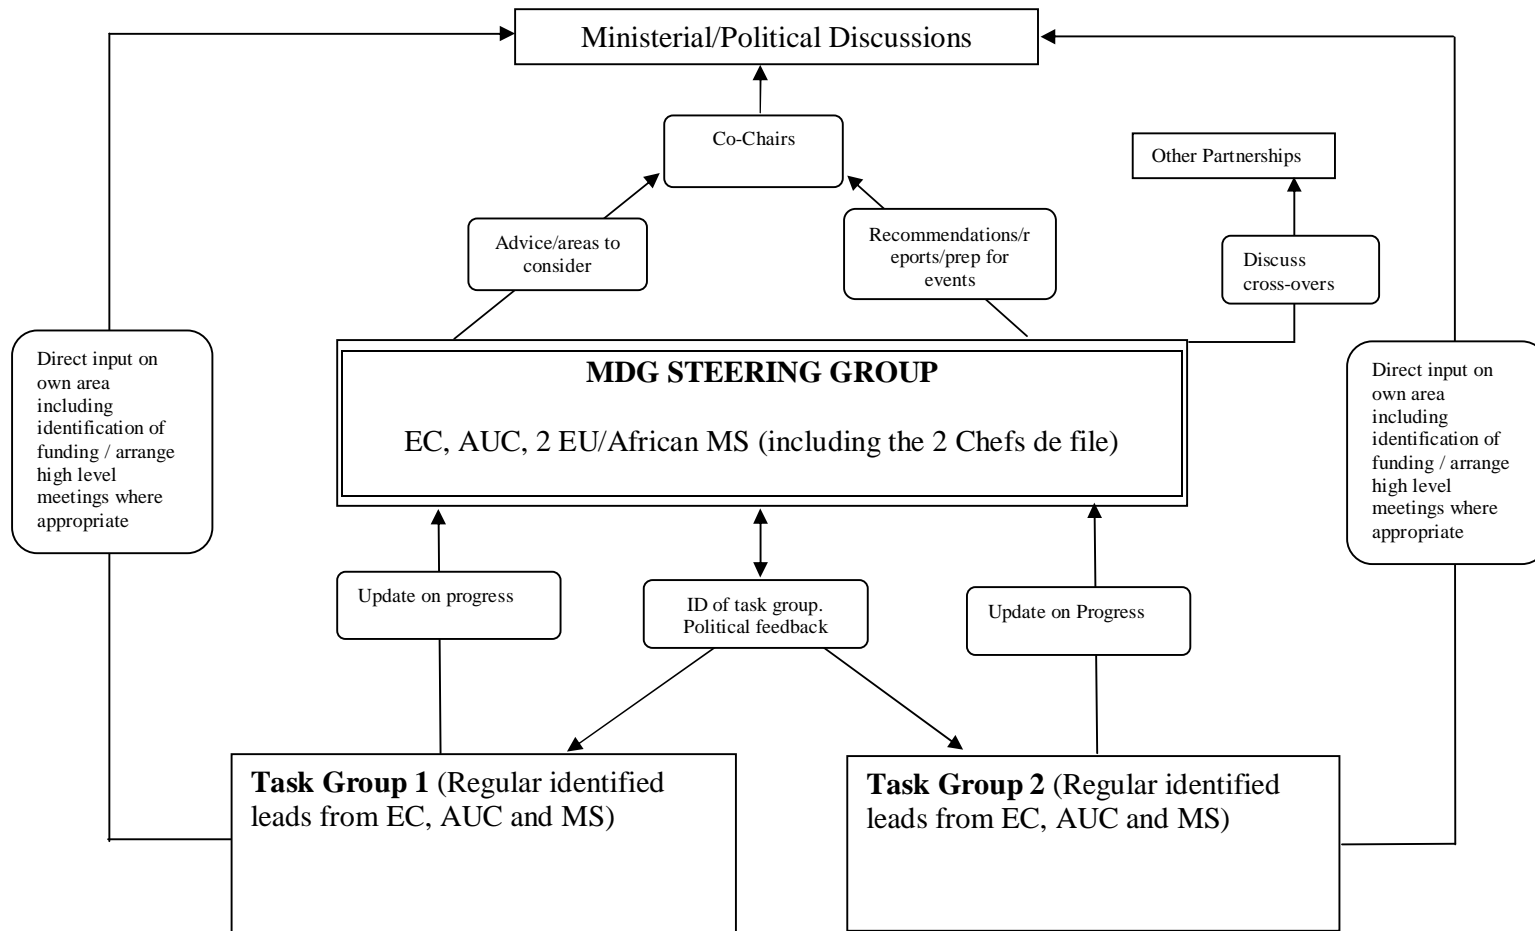 Ministerial/Political Discussions
Co-Chairs
Other Partnerships
Advice/areas to
consider
Recommendations/r
eports/prep for
events
Discuss
cross-overs
Direct input on
own area
including
identification of
funding / arrange
high level
meetings where
appropriate
MDG STEERING GROUP
EC, AUC, 2 EU/African MS (including the 2 Chefs de file)
Direct input on
own area
including
identification of
funding / arrange
high level
meetings where
appropriate
Update on progress
ID of task group.
Political feedback
Update on Progress
Task Group 1 (Regular identified
leads from EC, AUC and MS)
Task Group 2 (Regular identified
leads from EC, AUC and MS)